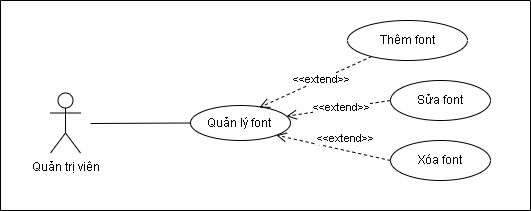 Thêm font
<<extend>>
Sửa font
<<extend>>
Quản lý font
<<extend>>
Xóa font
Quản trị viên